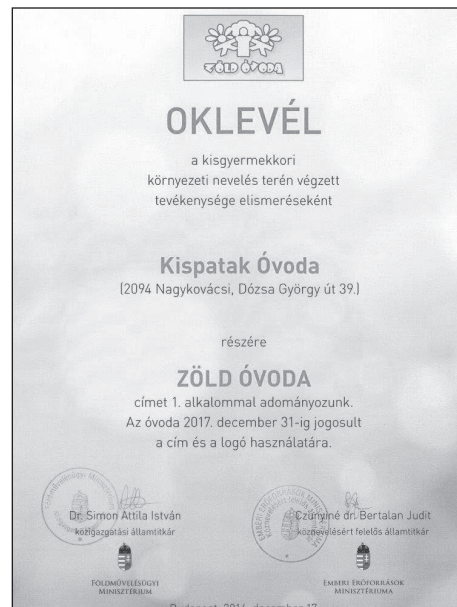 ZÖLD ÓVODA
OKLEVÉL
a kisgyermekkori
környezeti nevelés terén végzett
tevékenysége elismeréseként
Kispatak Óvoda
(2094 Nagykovácsi, Dózsa György út 39.)
részére
ZÖLD ÓVODA
címet 1. alkalommal adományozunk.
Az óvoda 2017. december 31-ig jogosult
a cím és a logó használatára.
Dr. Simon Attila István
közigazgatási államtitkár
Czunyiné dr. Bertalan Judit
köznevelésért felelős államtitkár
FÖLDMŰVELÉSÜGYI
MINISZTÉRIUM
EMBERI ERŐFORRÁSOK
MINISZTÉRIUMA